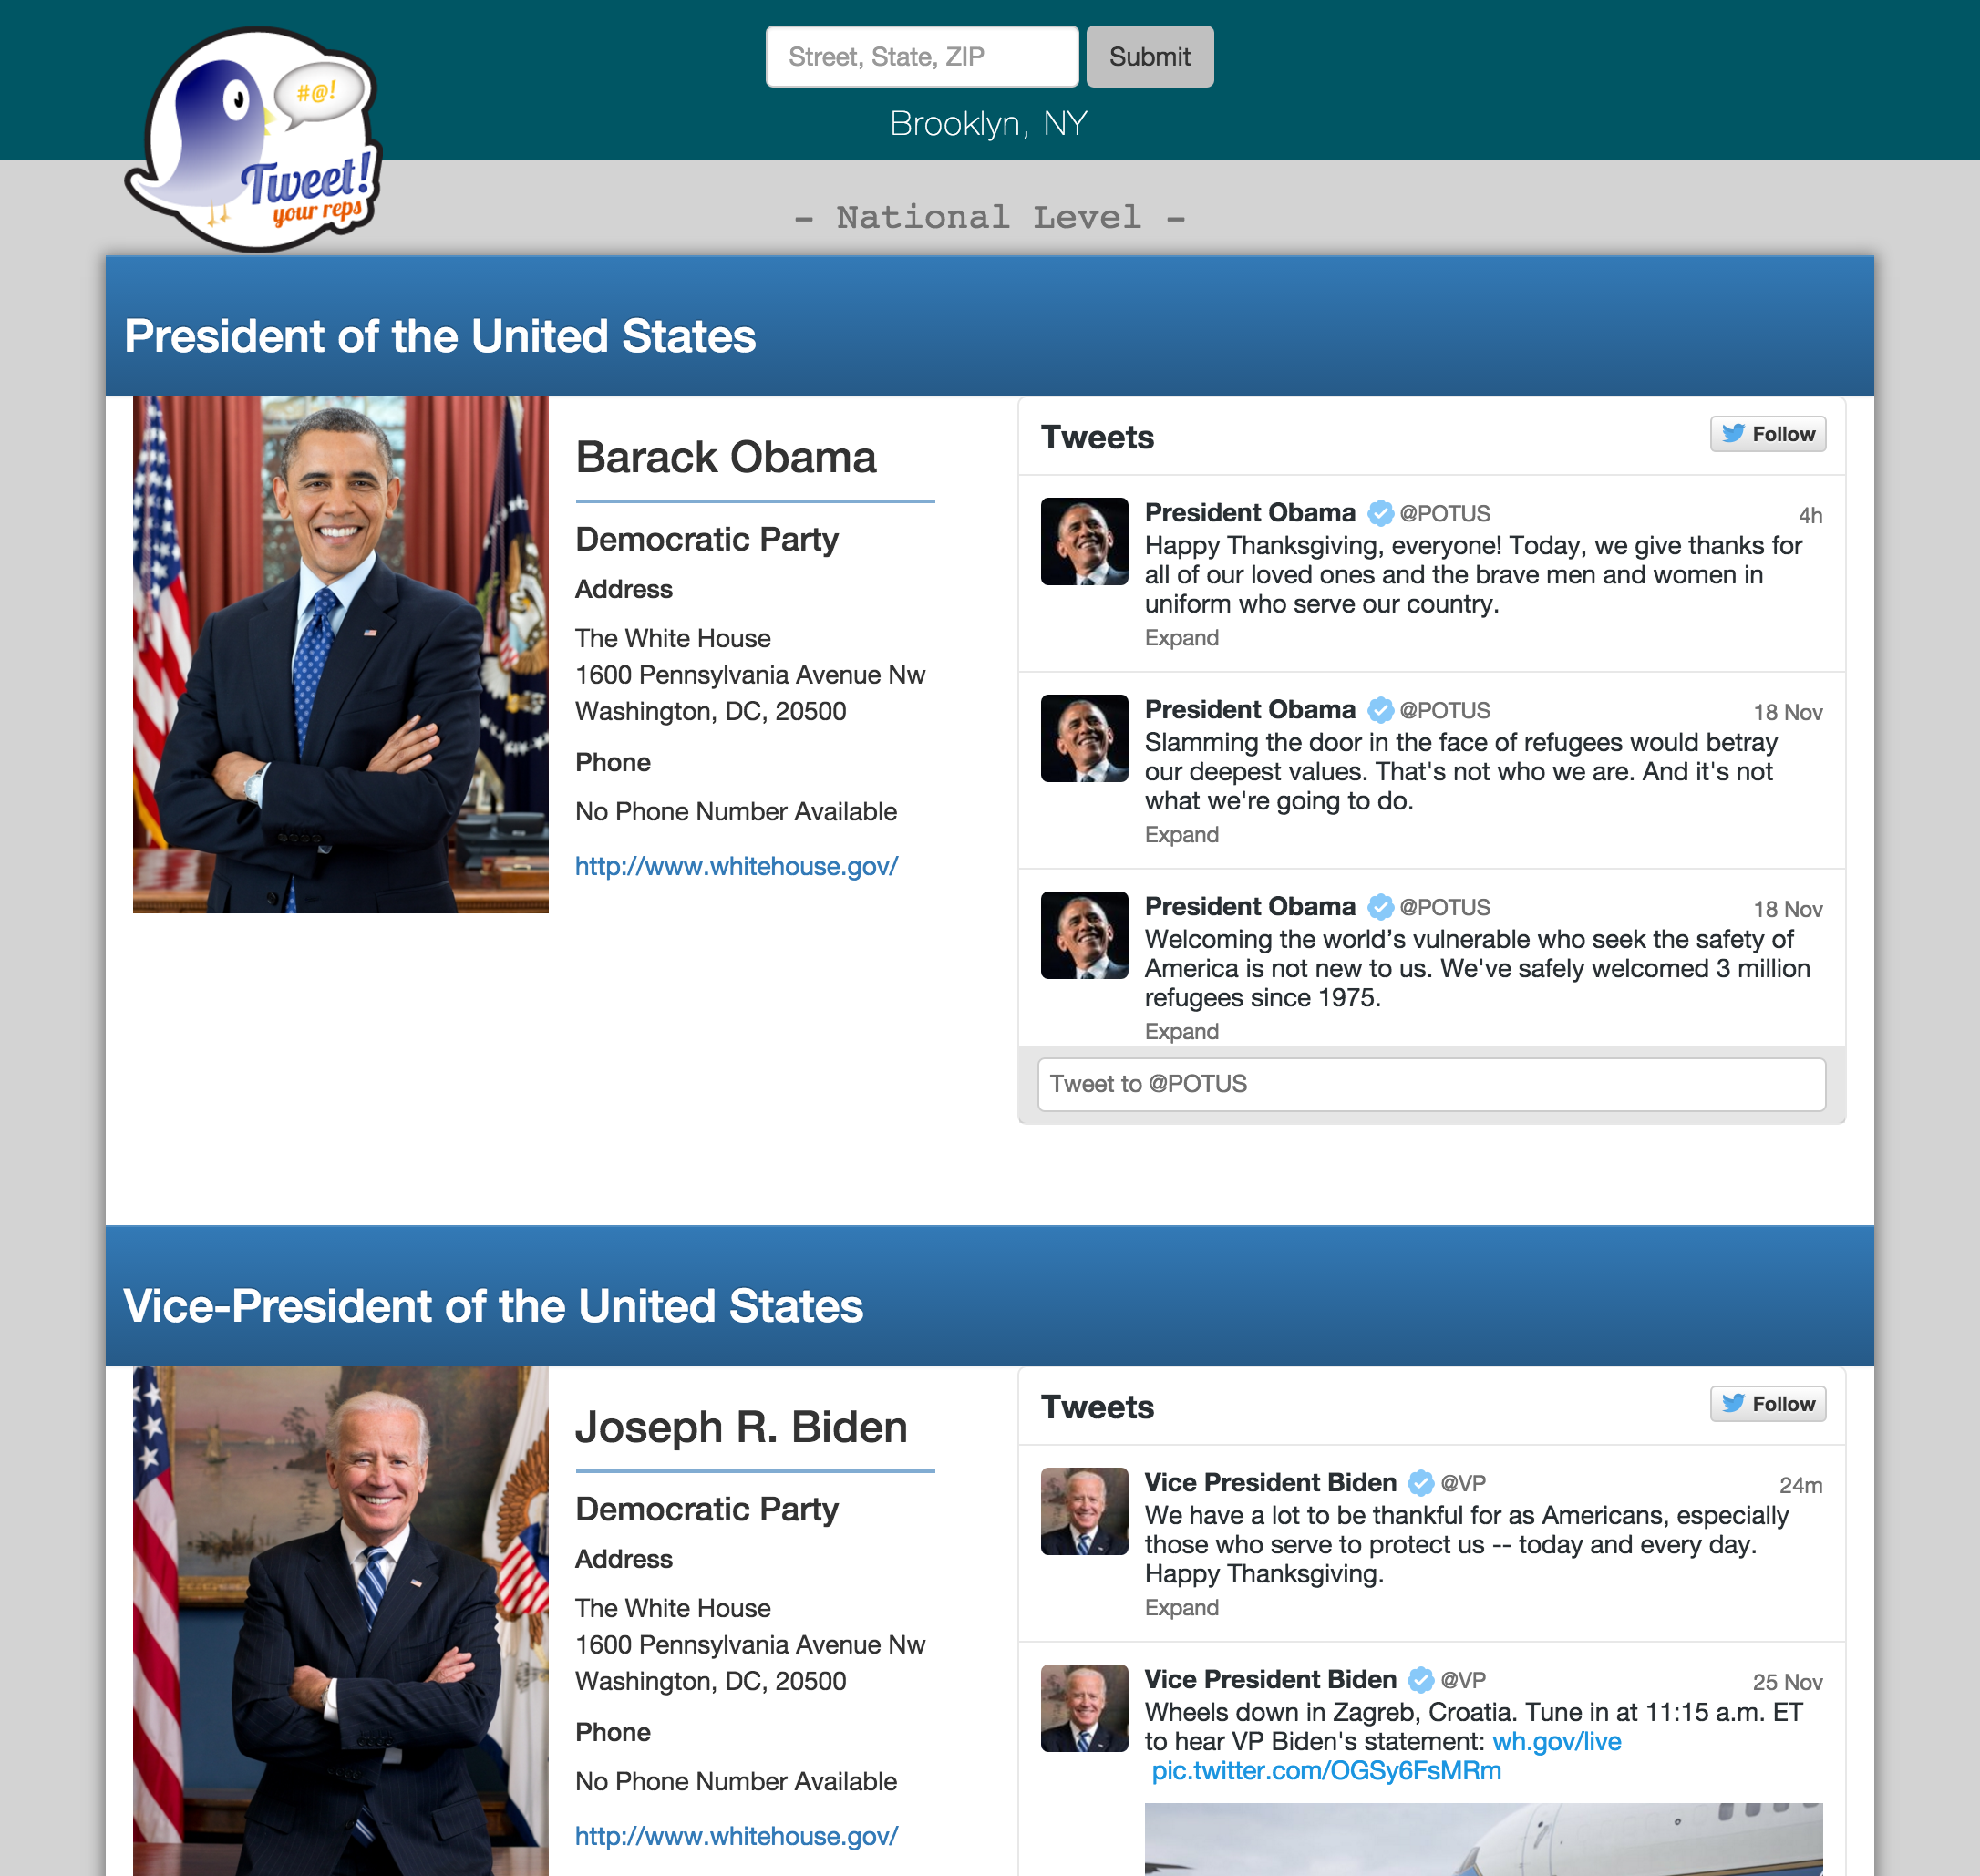 #@!
Tweet!
your reps
Street, State, ZIP
Submit
Brooklyn, NY
- National Level -
President of the United States
Barack Obama
Democratic Party
Address
The White House
1600 Pennsylvania Avenue Nw
Washington, DC, 20500
Phone
No Phone Number Available
http://www.whitehouse.gov/
Tweets
Follow
President Obama @POTUS 4h
Happy Thanksgiving, everyone! Today, we give thanks for
all of our loved ones and the brave men and women in
uniform who serve our country.
Expand
President Obama @POTUS 18 Nov
Slamming the door in the face of refugees would betray
our deepest values. That's not who we are. And it's not
what we're going to do.
Expand
President Obama @POTUS 18 Nov
Welcoming the world’s vulnerable who seek the safety of
America is not new to us. We've safely welcomed 3 million
refugees since 1975.
Expand
Tweet to @POTUS
Vice-President of the United States
Joseph R. Biden
Democratic Party
Address
The White House
1600 Pennsylvania Avenue Nw
Washington, DC, 20500
Phone
No Phone Number Available
http://www.whitehouse.gov/
Tweets
Follow
Vice President Biden @VP 24m
We have a lot to be thankful for as Americans, especially
those who serve to protect us -- today and every day.
Happy Thanksgiving.
Expand
Vice President Biden @VP 25 Nov
Wheels down in Zagreb, Croatia. Tune in at 11:15 a.m. ET
to hear VP Biden's statement: wh.gov/live
pic.twitter.com/OGSy6FsMRm